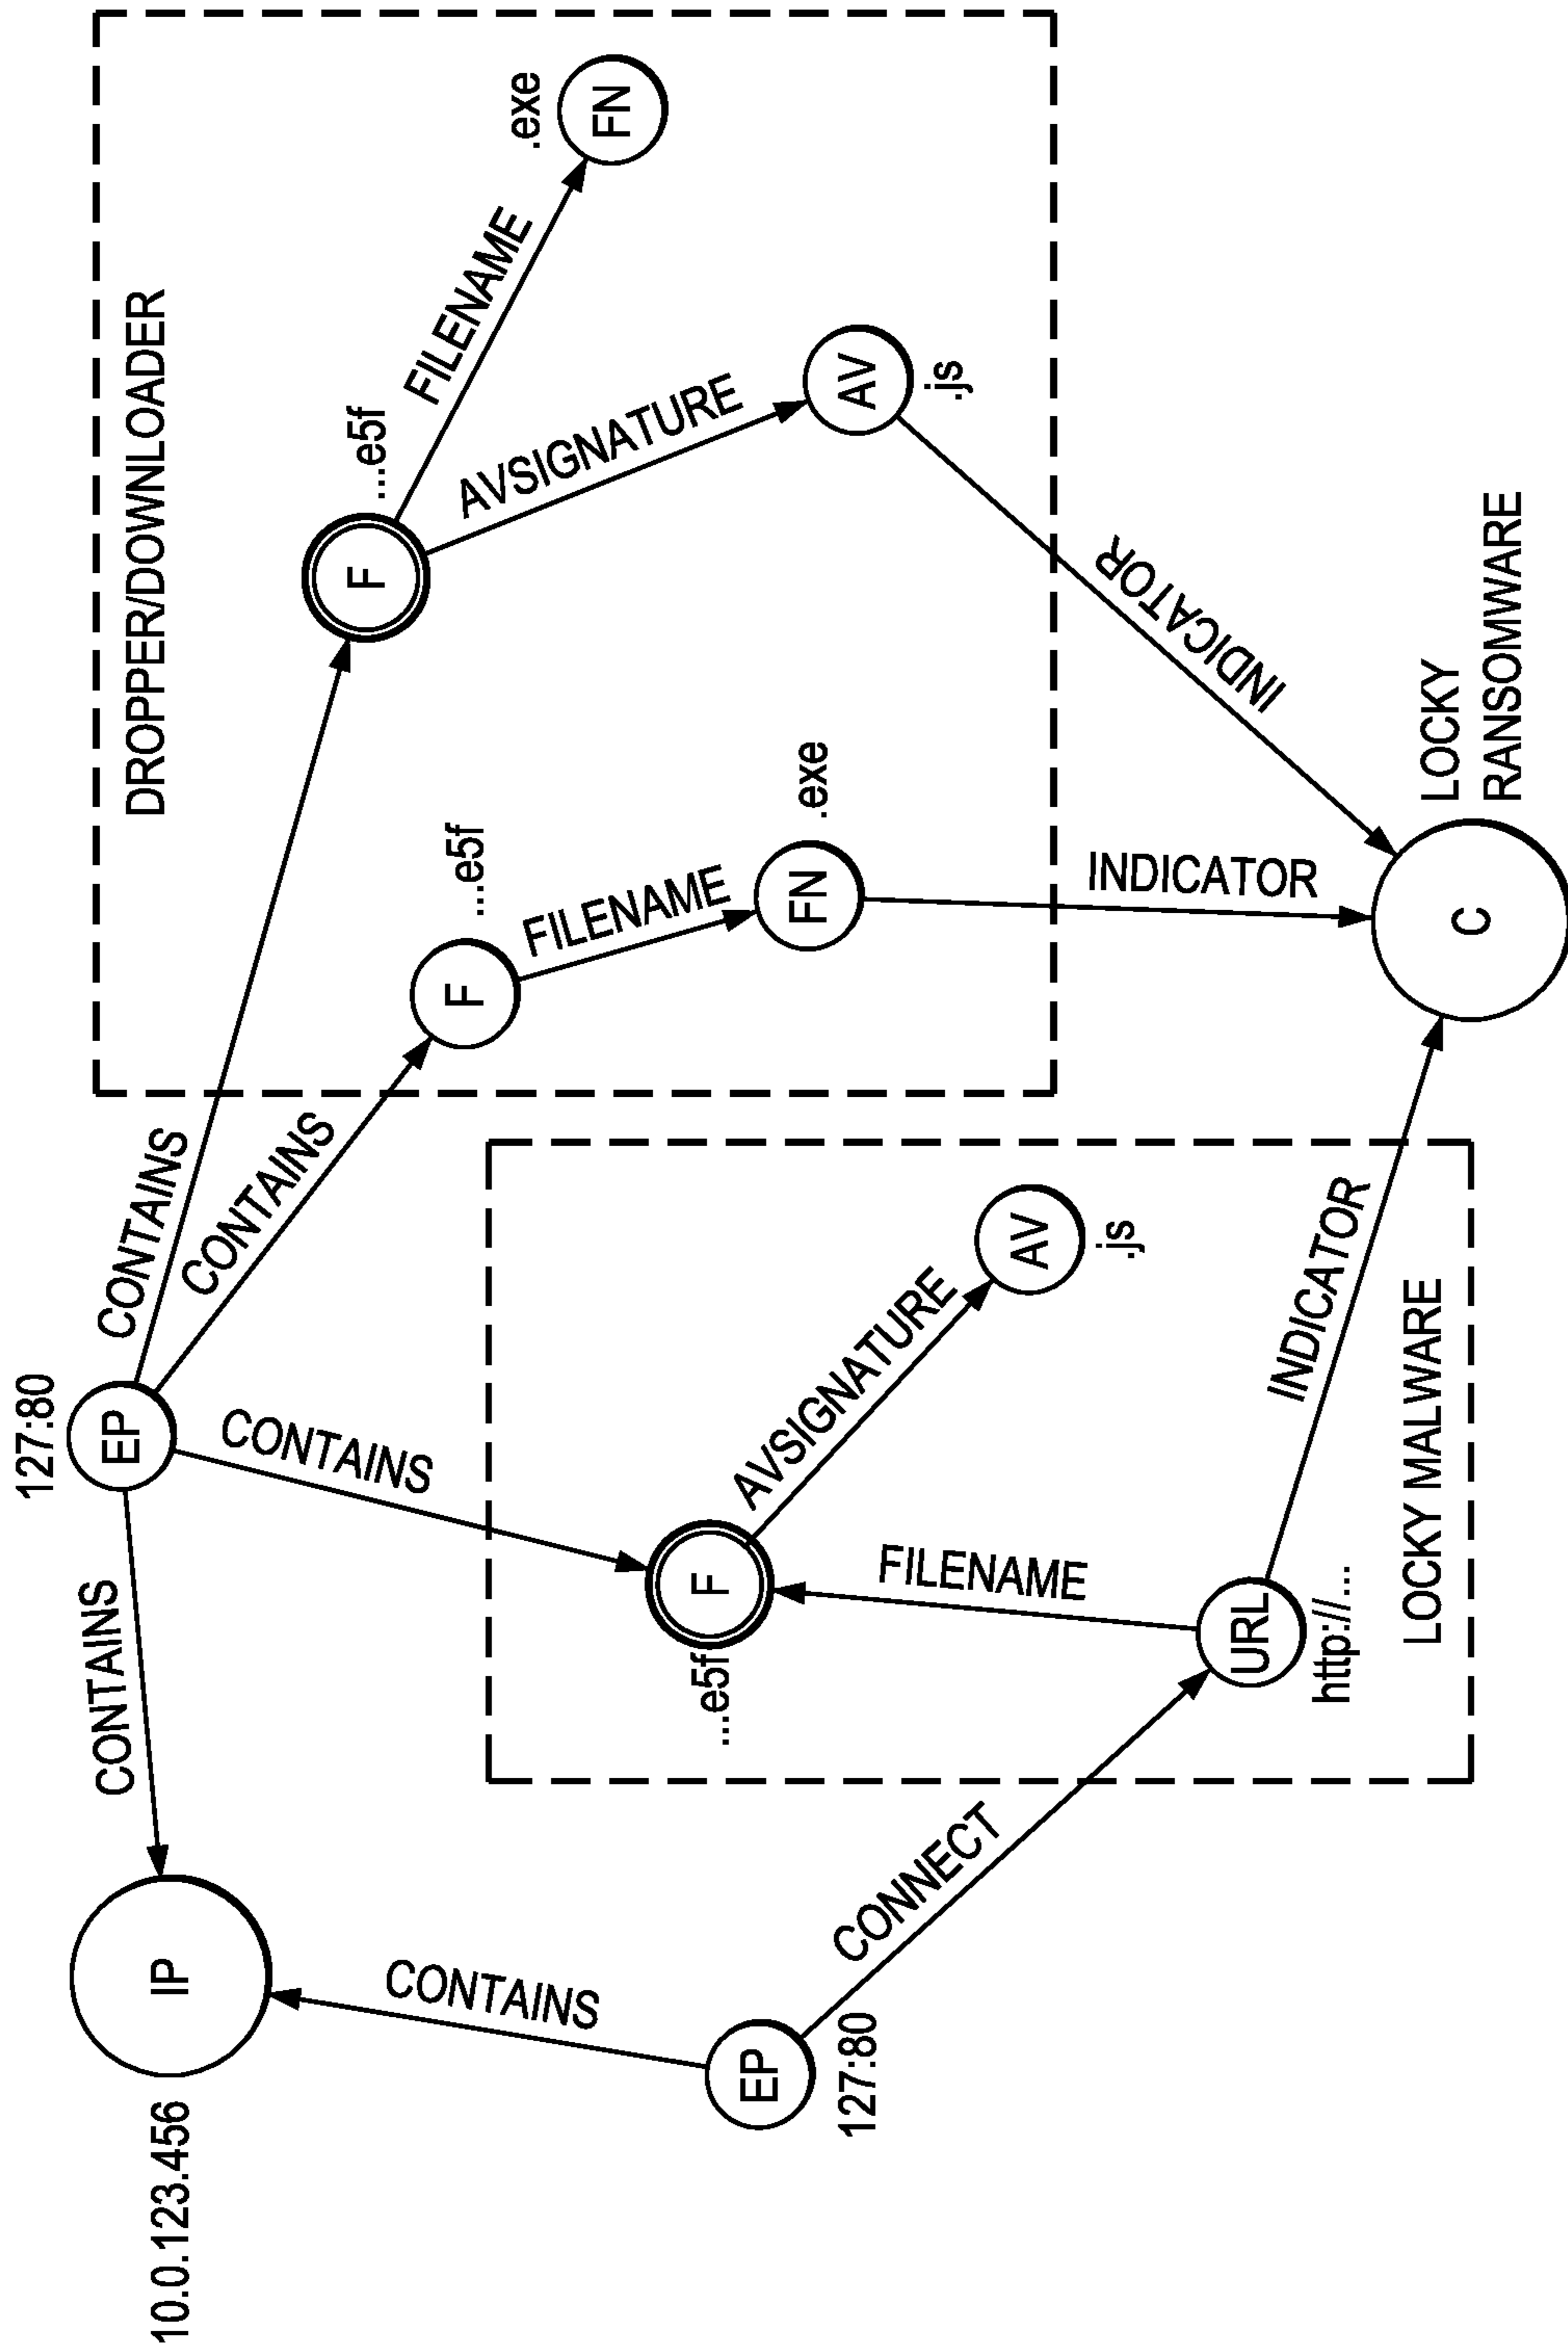 127:80
CONTAINS
EP
CONTAINS
DROPPER/DOWNLOADER
10.0.123.456
IP
CONTAINS
CONTAINS
F
...e5f
FILENAME
F
...e5f
CONTAINS
.exe
FN
AVSIGNATURE
FILENAME
...e5f
F
EP
FN
.exe
AVSIGNATURE
AV
127:80
CONNECT
.js
FILENAME
AV
.js
INDICATOR
INDICATOR
URL
INDICATOR
http://...
LOCKY MALWARE
LOCKY
RANSOMWARE
C